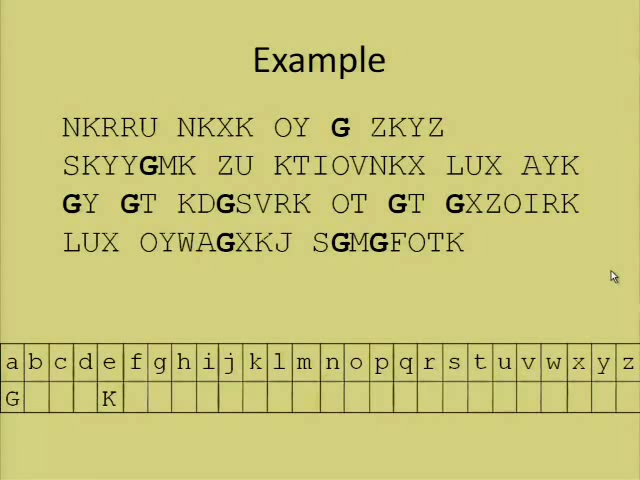 Example
NKRRU NKXK OY G ZKYZ
SKYYGMK ZU KTIOVNKX LUX AYK
GY GT KDGSVRK OT GT GXZOIRK
LUX OYWAGXKJ SGMGFOTK
a b c d e f g h i j k l m n o p q r s t u v w x y z
G K